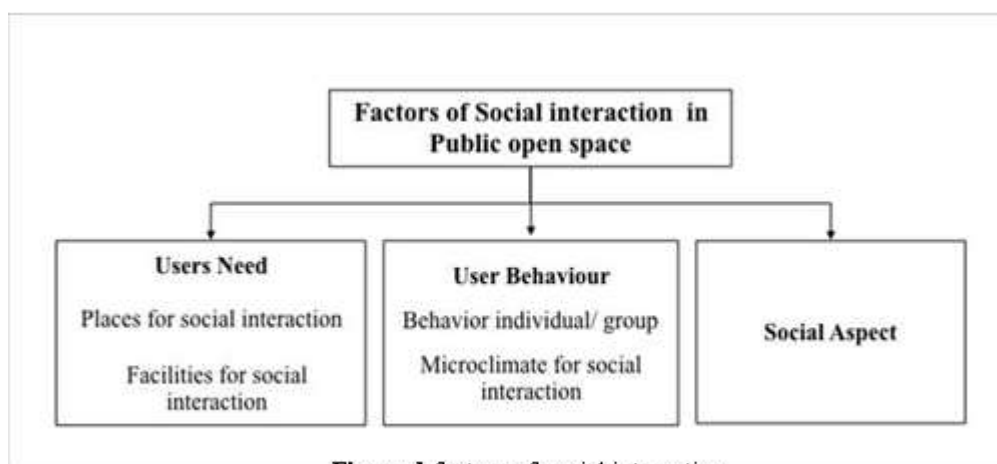 Factors of Social interaction in
Public open space
Users Need
Places for social interaction
Facilities for social
interaction
User Behaviour
Behavior individual/ group
Microclimate for social
interaction
Social Aspect